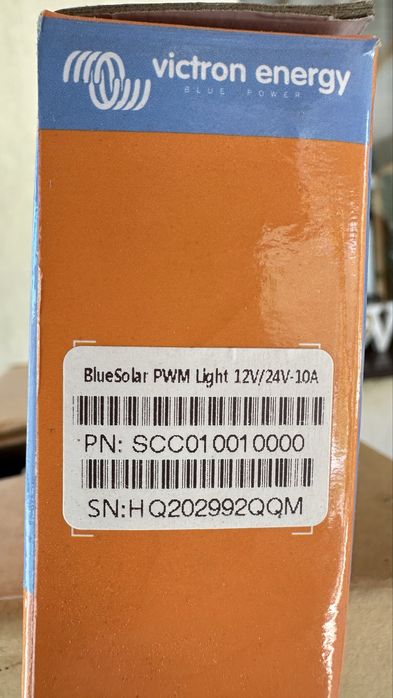 victron energy
BLUE POWER
BlueSolar PWM Light 12V/24V-10A
PN: SCC010010000
SN:HQ202992QQM